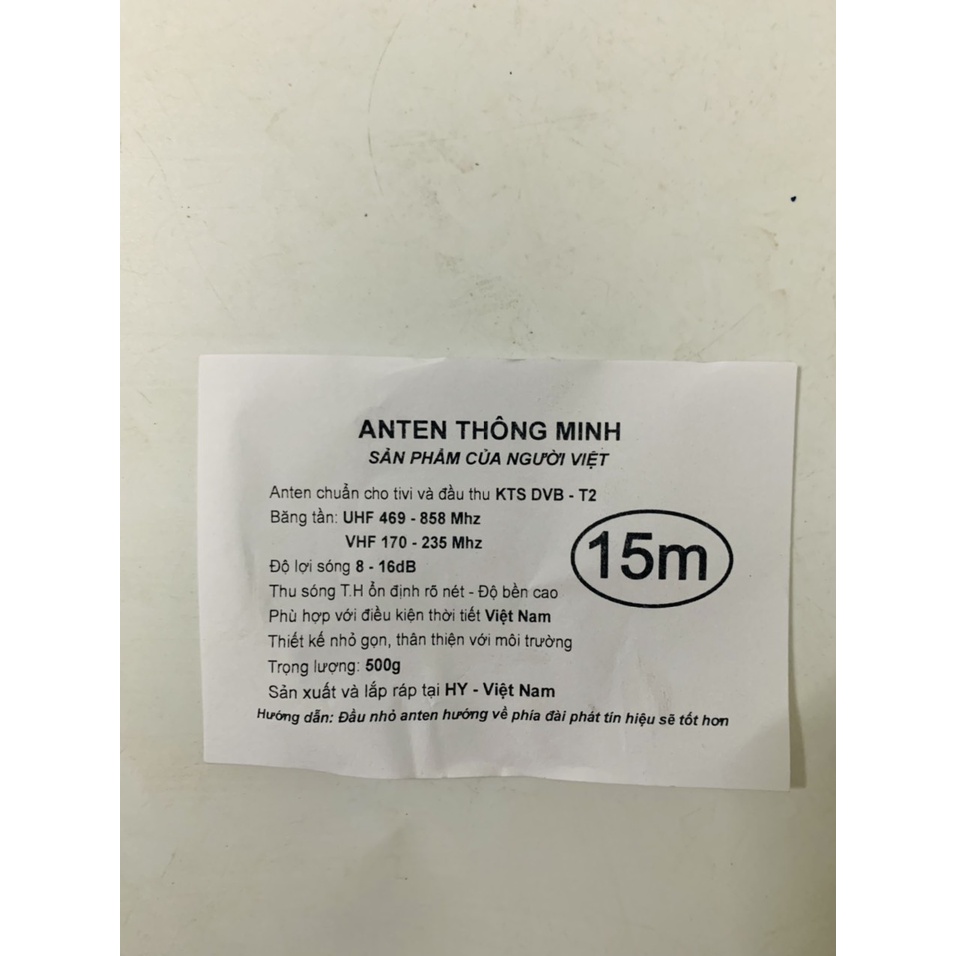 ANTEN THÔNG MINH
SẢN PHẨM CỦA NGƯỜI VIỆT
Anten chuẩn cho tivi và đầu thu KTS DVB - T2
Băng tần: UHF 469 - 858 Mhz
VHF 170 - 235 Mhz
15m
Độ lợi sóng 8 - 16dB
Thu sóng T.H ổn định rõ nét - Độ bền cao
Phù hợp với điều kiện thời tiết Việt Nam
Thiết kế nhỏ gọn, thân thiện với môi trường
Trọng lượng: 500g
Sản xuất và lắp ráp tại HY - Việt Nam
Hướng dẫn: Đầu nhỏ anten hướng về phía đài phát tín hiệu sẽ tốt hơn